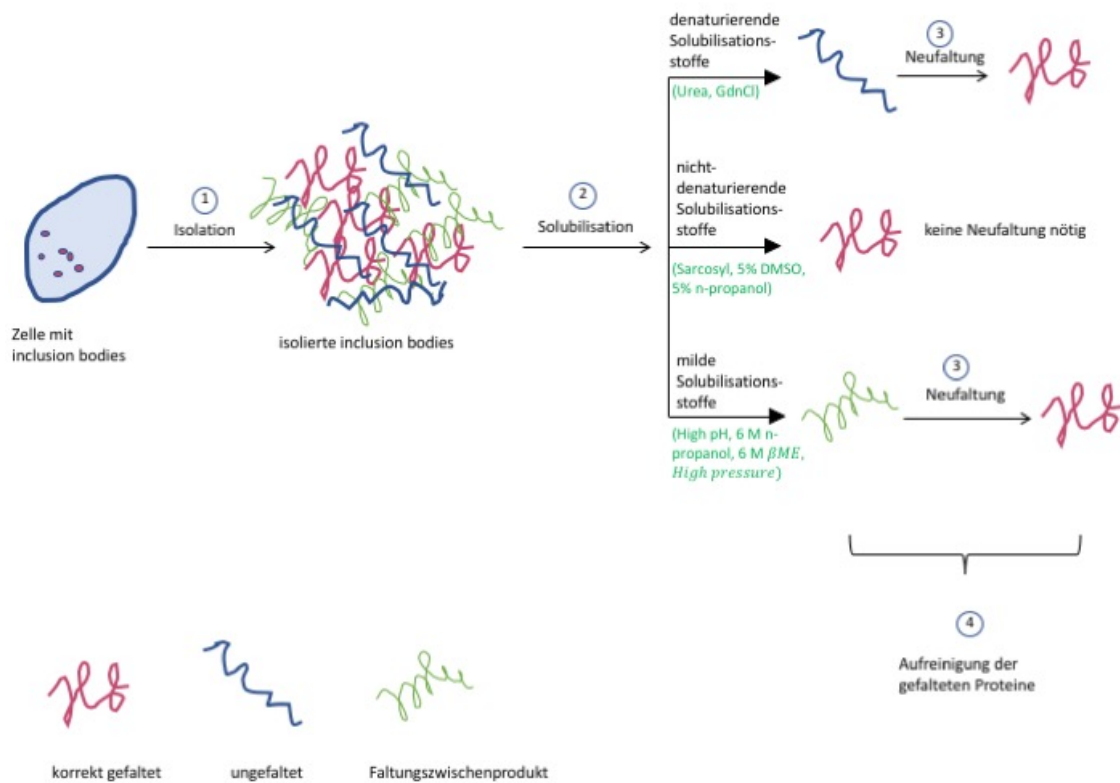 denaturierende
Solubilisations-
stoffe
(Urea, GdnCl)
3
Neufaltung
1
Isolation
2
Solubilisation
nicht-
denaturierende
Solubilisations-
stoffe
(Sarcosyl, 5% DMSO,
5% n-propanol)
keine Neufaltung nötig
Zelle mit
inclusion bodies
isolierte inclusion bodies
milde
Solubilisations-
stoffe
(High pH, 6 M n-
propanol, 6 M βME,
High pressure)
3
Neufaltung
4
Aufreinigung der
gefalteten Proteine
korrekt gefaltet
ungefaltet
Faltungszwischenprodukt